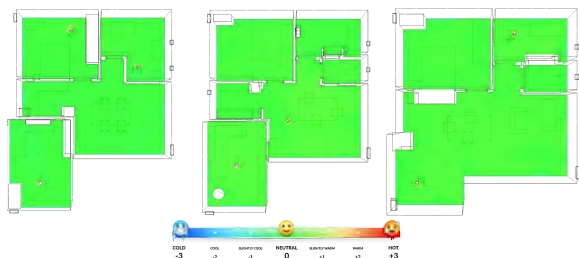 COLD COOL SLIGHTLY COOL NEUTRAL SLIGHTLY WARM WARM HOT
-3 -2 -1 0 +1 +2 +3